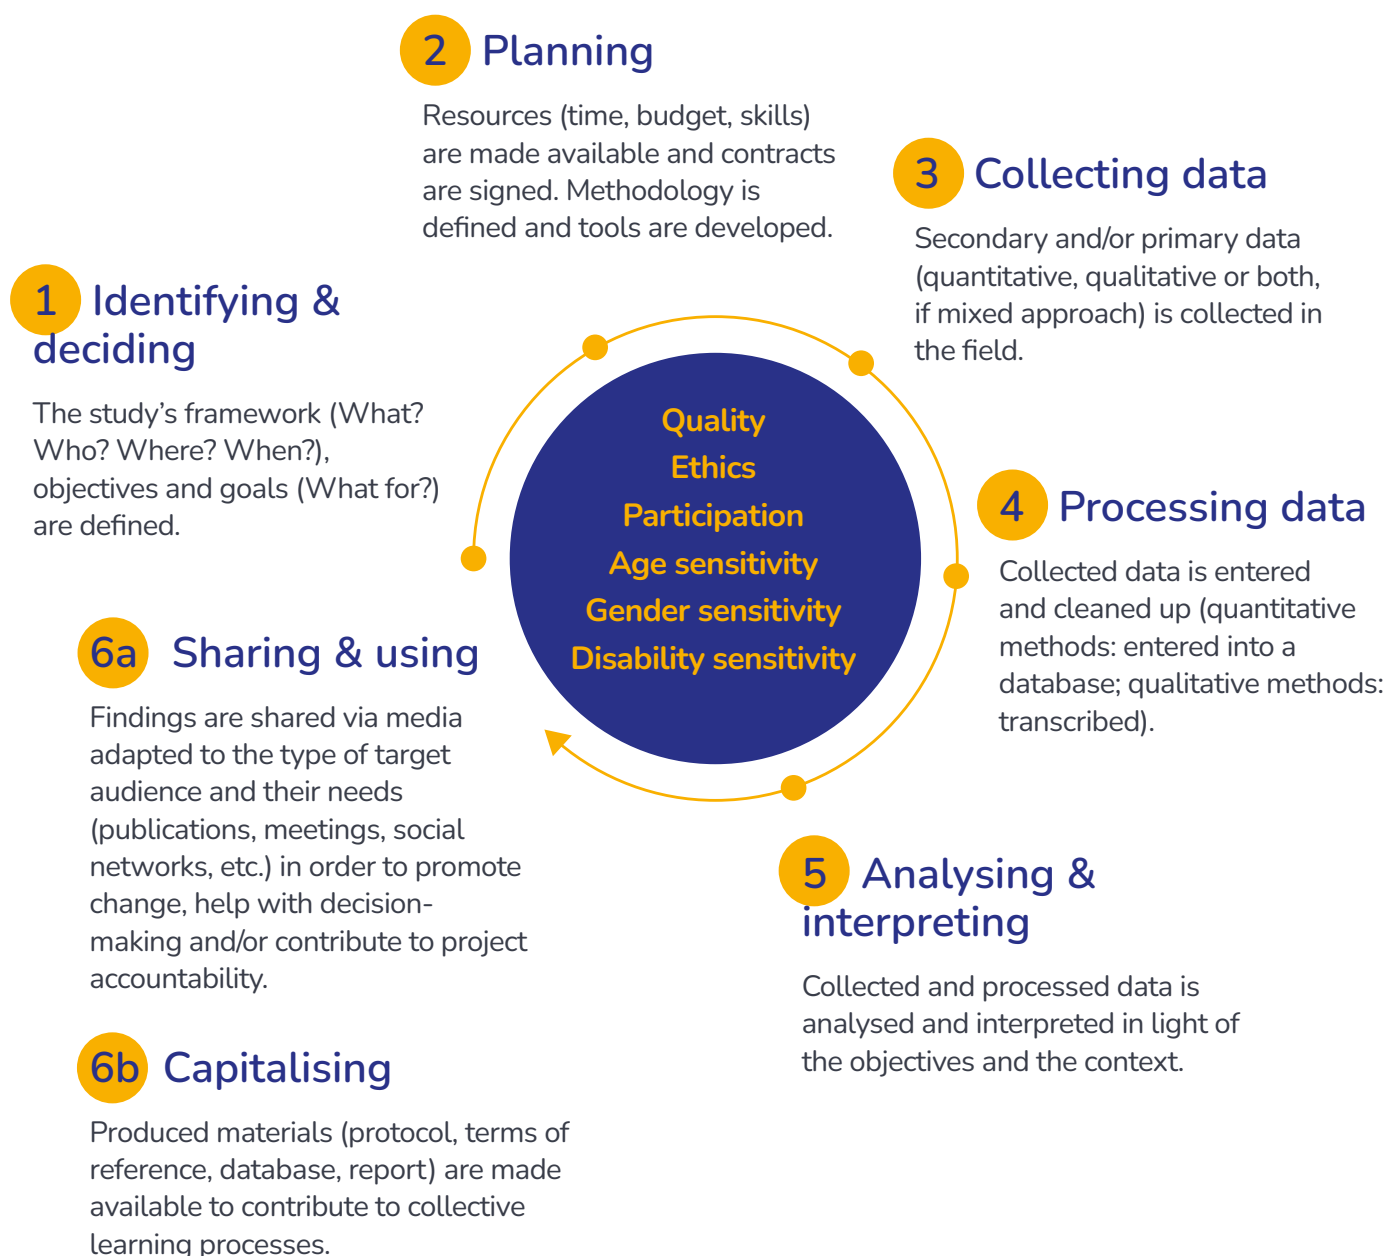 1 Identifying &
deciding
The study’s framework (What?
Who? Where? When?),
objectives and goals (What for?)
are defined.
2 Planning
Resources (time, budget, skills)
are made available and contracts
are signed. Methodology is
defined and tools are developed.
3 Collecting data
Secondary and/or primary data
(quantitative, qualitative or both,
if mixed approach) is collected in
the field.
4 Processing data
Collected data is entered
and cleaned up (quantitative
methods: entered into a
database; qualitative methods:
transcribed).
5 Analysing &
interpreting
Collected and processed data is
analysed and interpreted in light of
the objectives and the context.
6a Sharing & using
Findings are shared via media
adapted to the type of target
audience and their needs
(publications, meetings, social
networks, etc.) in order to promote
change, help with decision-
making and/or contribute to project
accountability.
6b Capitalising
Produced materials (protocol, terms of
reference, database, report) are made
available to contribute to collective
learning processes.
Quality
Ethics
Participation
Age sensitivity
Gender sensitivity
Disability sensitivity